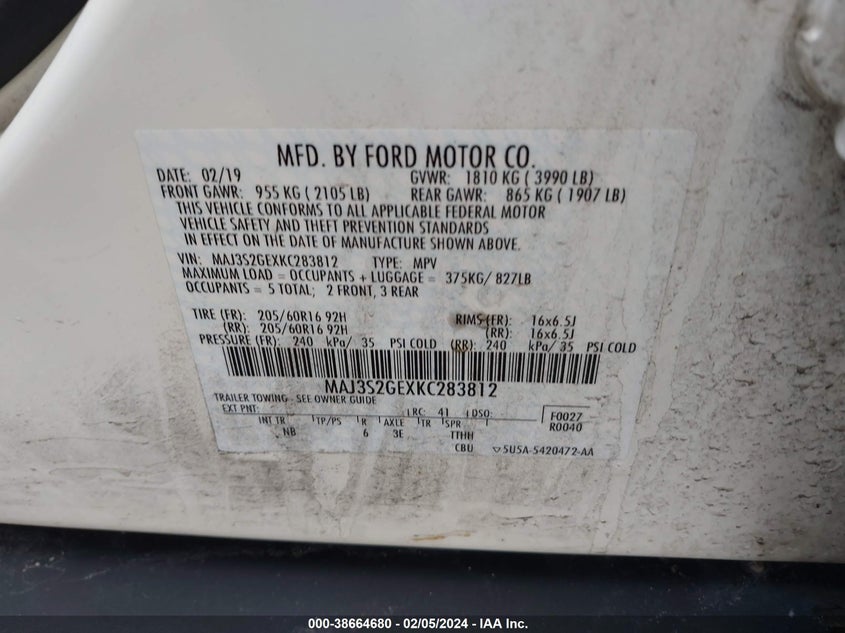 MFD. BY FORD MOTOR CO.
DATE: 02/19 GVWR: 1810 KG ( 3990 LB)
FRONT GAWR: 955 KG ( 2105 LB) REAR GAWR: 865 KG ( 1907 LB)
THIS VEHICLE CONFORMS TO ALL APPLICABLE FEDERAL MOTOR
VEHICLE SAFETY AND THEFT PREVENTION STANDARDS
IN EFFECT ON THE DATE OF MANUFACTURE SHOWN ABOVE.
VIN: MAJ3S2GEXKC283812 TYPE: MPV
MAXIMUM LOAD = OCCUPANTS + LUGGAGE = 375KG/ 827LB
OCCUPANTS = 5 TOTAL; 2 FRONT, 3 REAR
TIRE (FR): 205/60R16 92H RIMS(FR): 16x6.5J
(RR): 205/60R16 92H (RR): 16x6.5J
PRESSURE (FR): 240 kPa/ 35 PSI COLD (RR): 240 kPa/ 35 PSI COLD
MAJ3S2GEXKC283812
TRAILER TOWING - SEE OWNER GUIDE
EXT PNT: RC: 41 DSO: F0027
INT TR TP/PS R AXLE TR SPR R0040
NB 6 3E TTHH
CBU 5U5A-5420472-AA
000-38664680 - 02/05/2024 - IAA Inc.